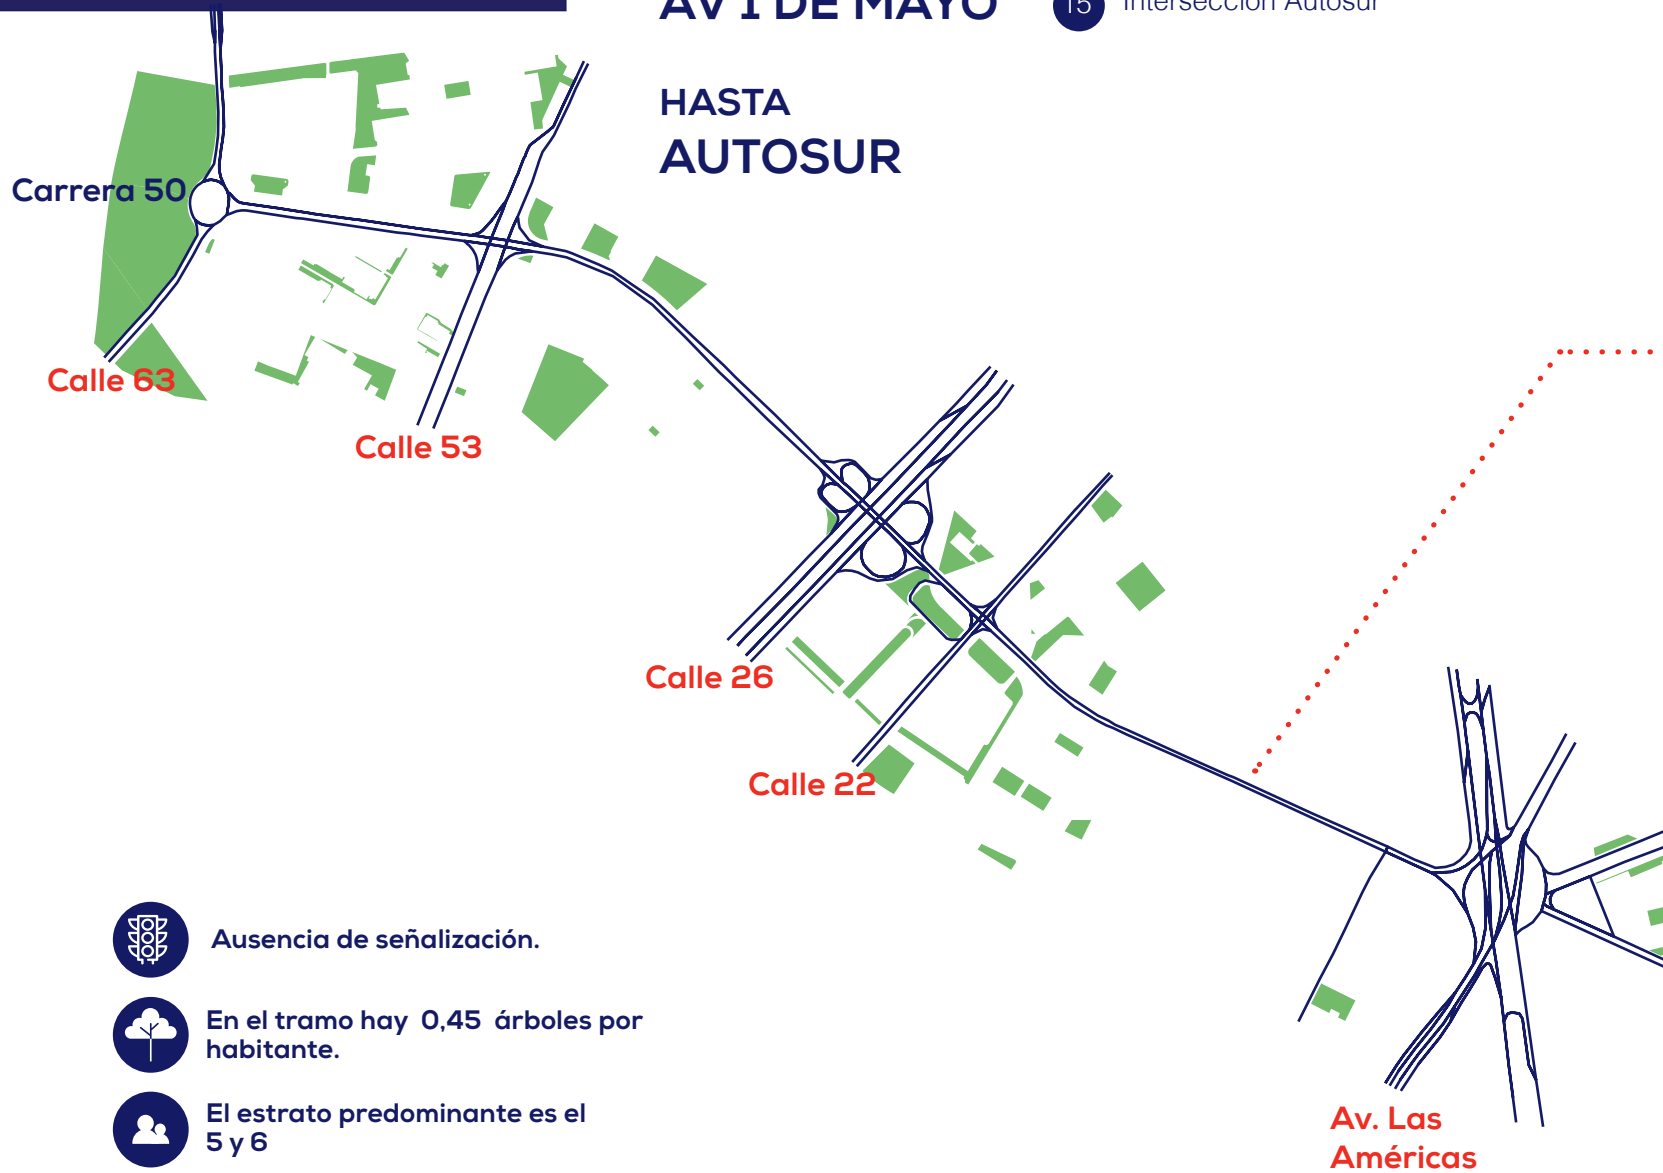 AV 1 DE MAYO
15 Intersección Autosur
HASTA
AUTOSUR
Carrera 50
Calle 63
Calle 53
Calle 26
Calle 22
Ausencia de señalización.
En el tramo hay 0,45 árboles por
habitante.
El estrato predominante es el
5 y 6
Av. Las
Américas